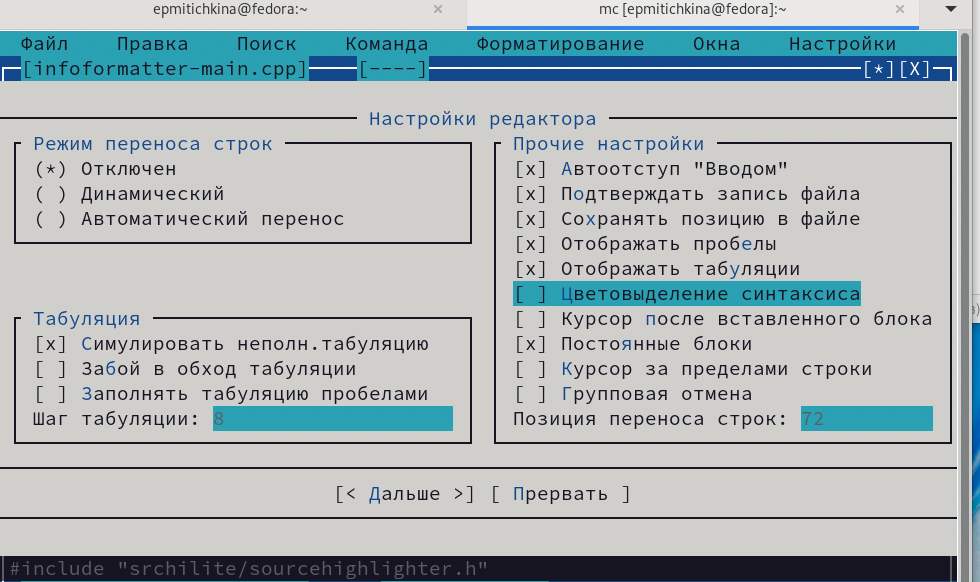 epmitichkina@fedora:~ × mc [epmitichkina@fedora]:~ ×
Файл Правка Поиск Команда Форматирование Окна Настройки
[infoformatter-main.cpp] [----] [*][X]
Настройки редактора
Режим переноса строк
(*) Отключен
( ) Динамический
( ) Автоматический перенос
Табуляция
[x] Симулировать неполн.табуляцию
[ ] Забой в обход табуляции
[ ] Заполнять табуляцию пробелами
Шаг табуляции: 8
Прочие настройки
[x] Автоотступ "Вводом"
[x] Подтверждать запись файла
[x] Сохранять позицию в файле
[x] Отображать пробелы
[x] Отображать табуляции
[ ] Цветовыделение синтаксиса
[ ] Курсор после вставленного блока
[x] Постоянные блоки
[ ] Курсор за пределами строки
[ ] Групповая отмена
Позиция переноса строк: 72
[< Дальше >] [ Прервать ]
#include "srchilite/sourcehighlighter.h"